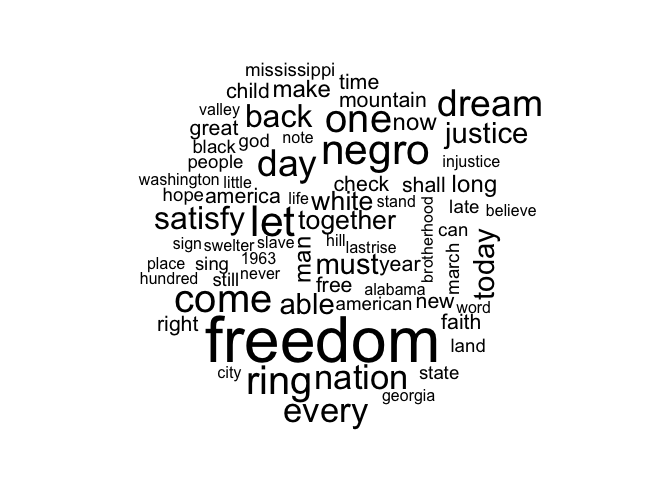 mississippi
child make time
mountain dream
valley back one now
great justice
black god note negro
people day injustice
washington little check shall long
hope america life white stand
satisfy let together late believe
brotherhood
can
sign swelter slave hill last rise
man
march
today
place sing 1963 must year
hundred still never free alabama
come able american new word
right freedom faith
land
city ring nation state
georgia
every